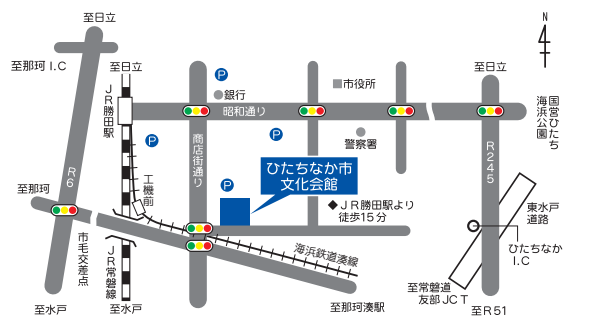 至日立
N
至那珂I.C
至日立
至日立
P
銀行
市役所
JR勝田駅
昭和通り
国営ひたち
海浜公園
P
P
商店街通り
警察署
R245
R6
ひたちなか市
文化会館
工機前
P
至那珂
◆JR勝田駅より
徒歩15分
東水戸
道路
市毛交差点
JR常磐線
海浜鉄道湊線
ひたちなか
I.C
至常磐道
友部JCT
至水戸
至水戸
至那珂湊駅
至R51